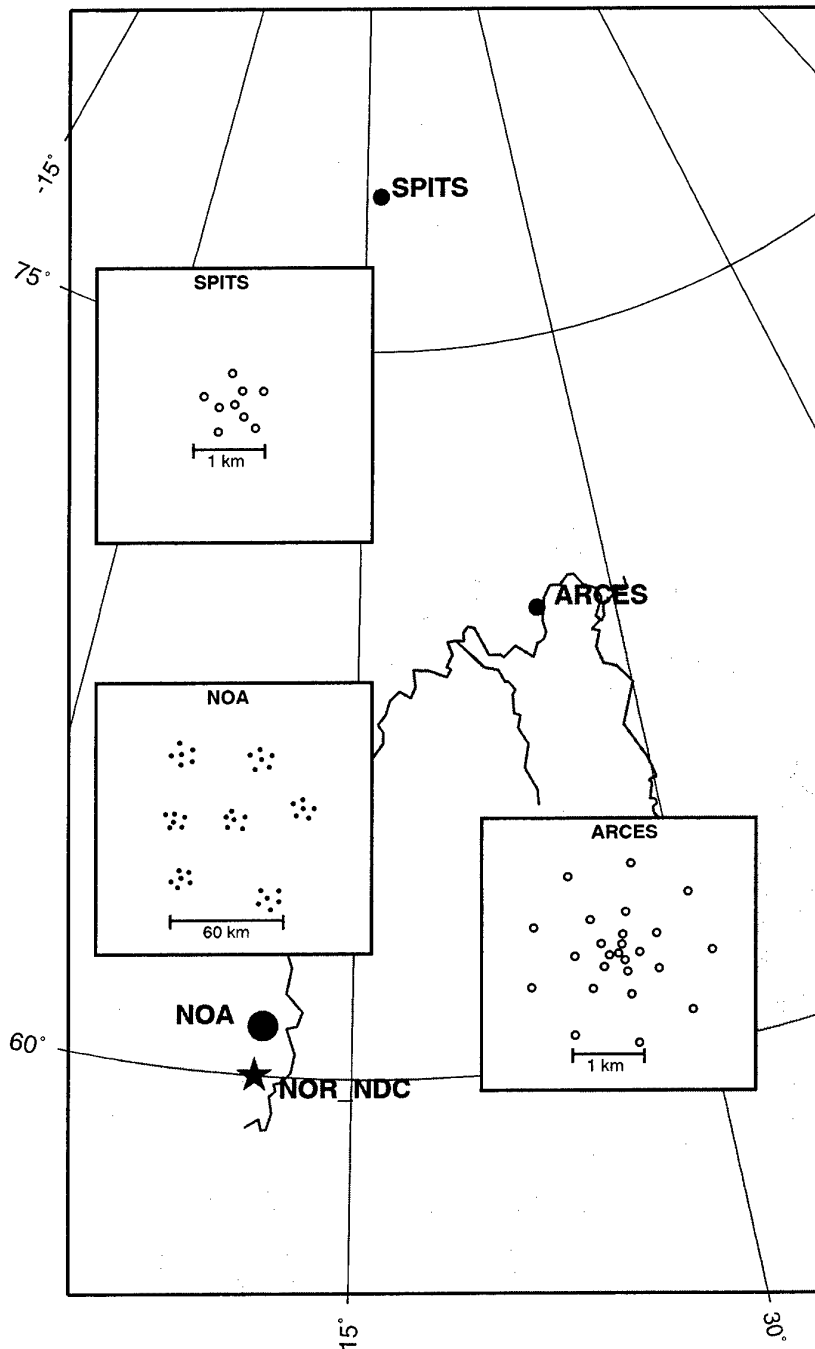 SPITS
-15°
75°
SPITS
1 km
ARCES
NOA
60 km
ARCES
1 km
NOA
60°
NOR_NDC
15°
30°